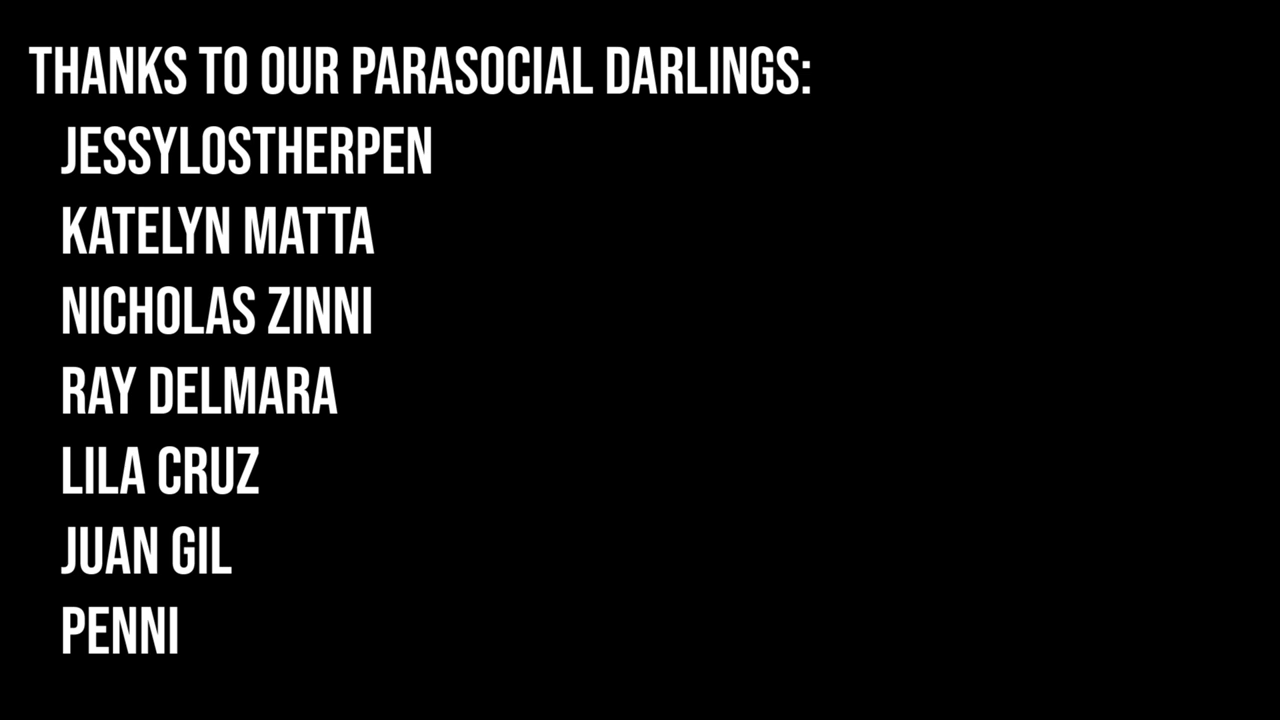 THANKS TO OUR PARASOCIAL DARLINGS:
JESSYLOSTHERPEN
KATELYN MATTA
NICHOLAS ZINNI
RAY DELMARA
LILA CRUZ
JUAN GIL
PENNI